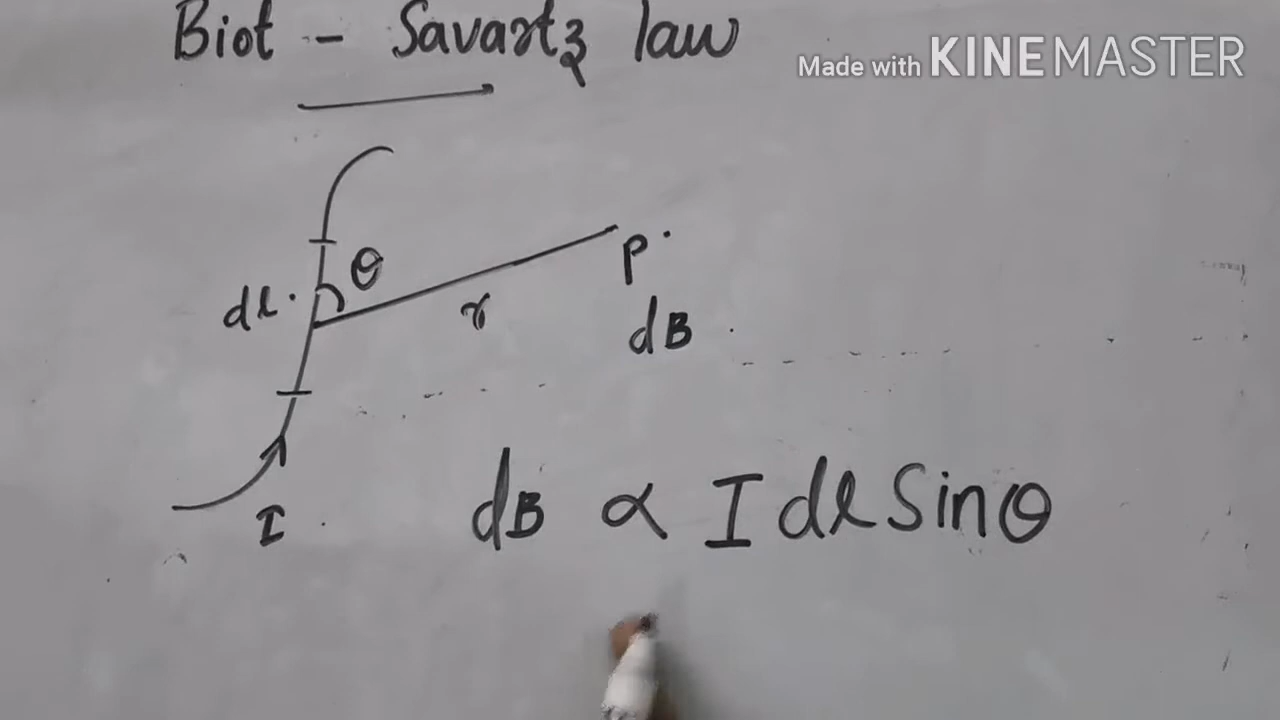 Biot - Savartz law
Made with KINEMASTER
θ
dl.
r
P.
dB
I
dB ∝ I dl Sinθ